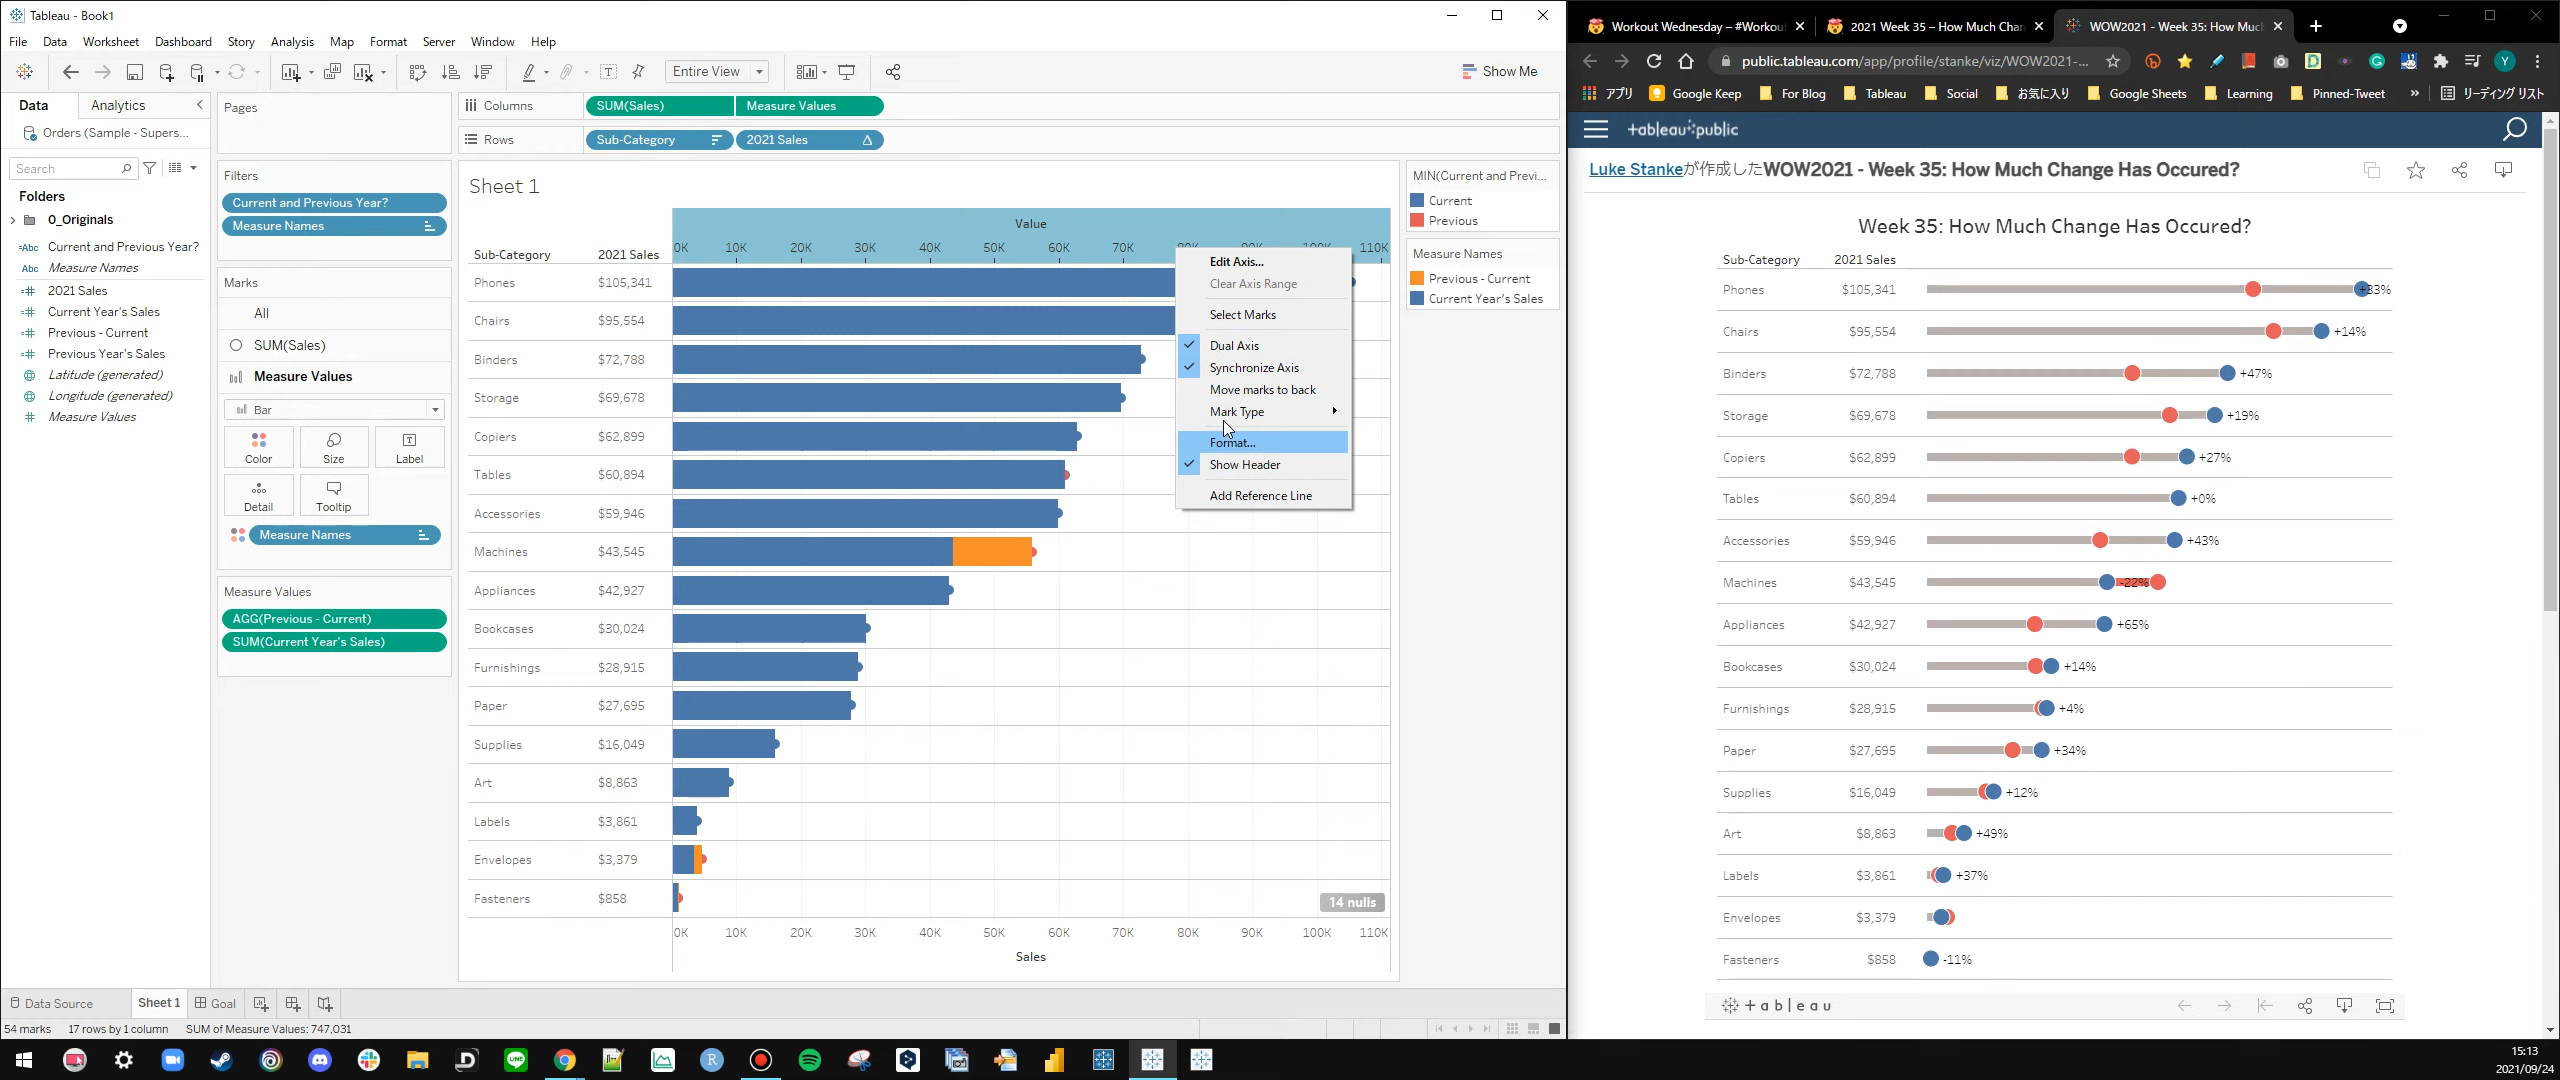 Tableau - Book1
File Data Worksheet Dashboard Story Analysis Map Format Server Window Help
Entire View
Show Me
Data Analytics
Orders (Sample - Supers...
Search
Folders
0_Originals
Abc Current and Previous Year?
Abc Measure Names
2021 Sales
Current Year's Sales
Previous - Current
Previous Year's Sales
Latitude (generated)
Longitude (generated)
Measure Values
Pages
Filters
Current and Previous Year?
Measure Names
Marks
All
SUM(Sales)
Measure Values
Bar
Color Size Label
Detail Tooltip
Measure Names
Measure Values
AGG(Previous - Current)
SUM(Current Year's Sales)
Columns SUM(Sales) Measure Values
Rows Sub-Category 2021 Sales
Sheet 1
Value
0K 10K 20K 30K 40K 50K 60K 70K 80K 90K 100K 110K
Sub-Category 2021 Sales
Phones $105,341
Chairs $95,554
Binders $72,788
Storage $69,678
Copiers $62,899
Tables $60,894
Accessories $59,946
Machines $43,545
Appliances $42,927
Bookcases $30,024
Furnishings $28,915
Paper $27,695
Supplies $16,049
Art $8,863
Labels $3,861
Envelopes $3,379
Fasteners $858
14 nulls
0K 10K 20K 30K 40K 50K 60K 70K 80K 90K 100K 110K
Sales
Edit Axis...
Clear Axis Range
Select Marks
Dual Axis
Synchronize Axis
Move marks to back
Mark Type
Format...
Show Header
Add Reference Line
MIN(Current and Previ...
Current
Previous
Measure Names
Previous - Current
Current Year's Sales
Data Source Sheet 1 Goal
54 marks 17 rows by 1 column SUM of Measure Values: 747,031
Workout Wednesday – #Workou
2021 Week 35 – How Much Chan
WOW2021 - Week 35: How Muc
public.tableau.com/app/profile/stanke/viz/WOW2021-...
アプリ Google Keep For Blog Tableau Social お気に入り Google Sheets Learning Pinned-Tweet » リーディング リスト
+ableau public
Luke Stankeが作成したWOW2021 - Week 35: How Much Change Has Occured?
Week 35: How Much Change Has Occured?
Sub-Category 2021 Sales
Phones $105,341 +33%
Chairs $95,554 +14%
Binders $72,788 +47%
Storage $69,678 +19%
Copiers $62,899 +27%
Tables $60,894 +0%
Accessories $59,946 +43%
Machines $43,545 -22%
Appliances $42,927 +65%
Bookcases $30,024 +14%
Furnishings $28,915 +4%
Paper $27,695 +34%
Supplies $16,049 +12%
Art $8,863 +49%
Labels $3,861 +37%
Envelopes $3,379
Fasteners $858 -11%
+ableau
15:13
2021/09/24